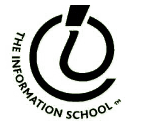 THE INFORMATION SCHOOL™